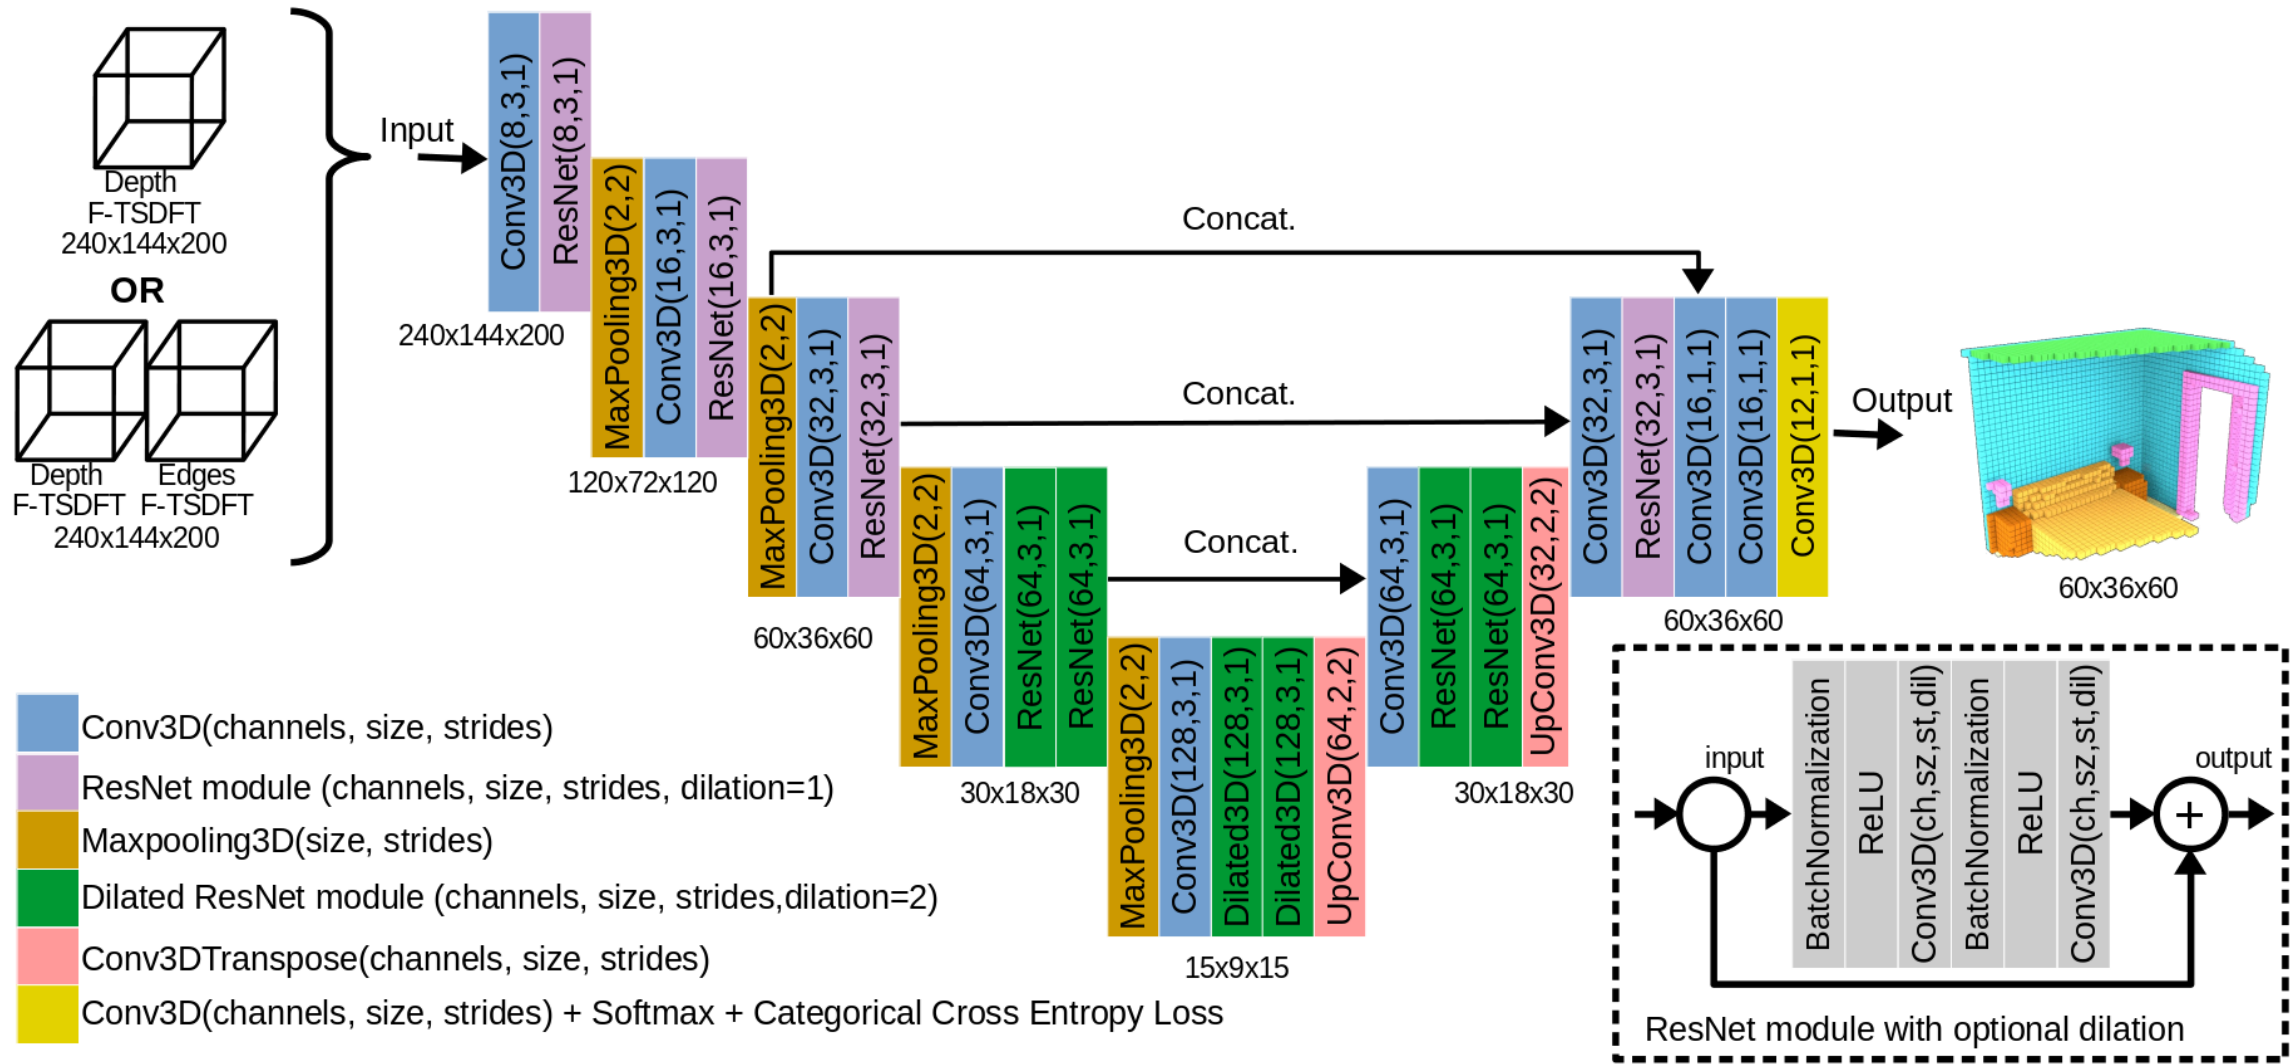 Depth
F-TSDFT
240x144x200
OR
Depth
F-TSDFT
Edges
F-TSDFT
240x144x200
Input
Conv3D(8,3,1)
ResNet(8,3,1)
240x144x200
MaxPooling3D(2,2)
Conv3D(16,3,1)
ResNet(16,3,1)
120x72x120
MaxPooling3D(2,2)
Conv3D(32,3,1)
ResNet(32,3,1)
60x36x60
MaxPooling3D(2,2)
Conv3D(64,3,1)
ResNet(64,3,1)
ResNet(64,3,1)
30x18x30
MaxPooling3D(2,2)
Conv3D(128,3,1)
Dilated3D(128,3,1)
Dilated3D(128,3,1)
UpConv3D(64,2,2)
15x9x15
Concat.
Concat.
Concat.
Conv3D(64,3,1)
ResNet(64,3,1)
ResNet(64,3,1)
UpConv3D(32,2,2)
30x18x30
Conv3D(32,3,1)
ResNet(32,3,1)
Conv3D(16,1,1)
Conv3D(16,1,1)
Conv3D(12,1,1)
60x36x60
Output
60x36x60
Conv3D(channels, size, strides)
ResNet module (channels, size, strides, dilation=1)
Maxpooling3D(size, strides)
Dilated ResNet module (channels, size, strides,dilation=2)
Conv3DTranspose(channels, size, strides)
Conv3D(channels, size, strides) + Softmax + Categorical Cross Entropy Loss
input
BatchNormalization
ReLU
Conv3D(ch,sz,st,dil)
BatchNormalization
ReLU
Conv3D(ch,sz,st,dil)
+
output
ResNet module with optional dilation